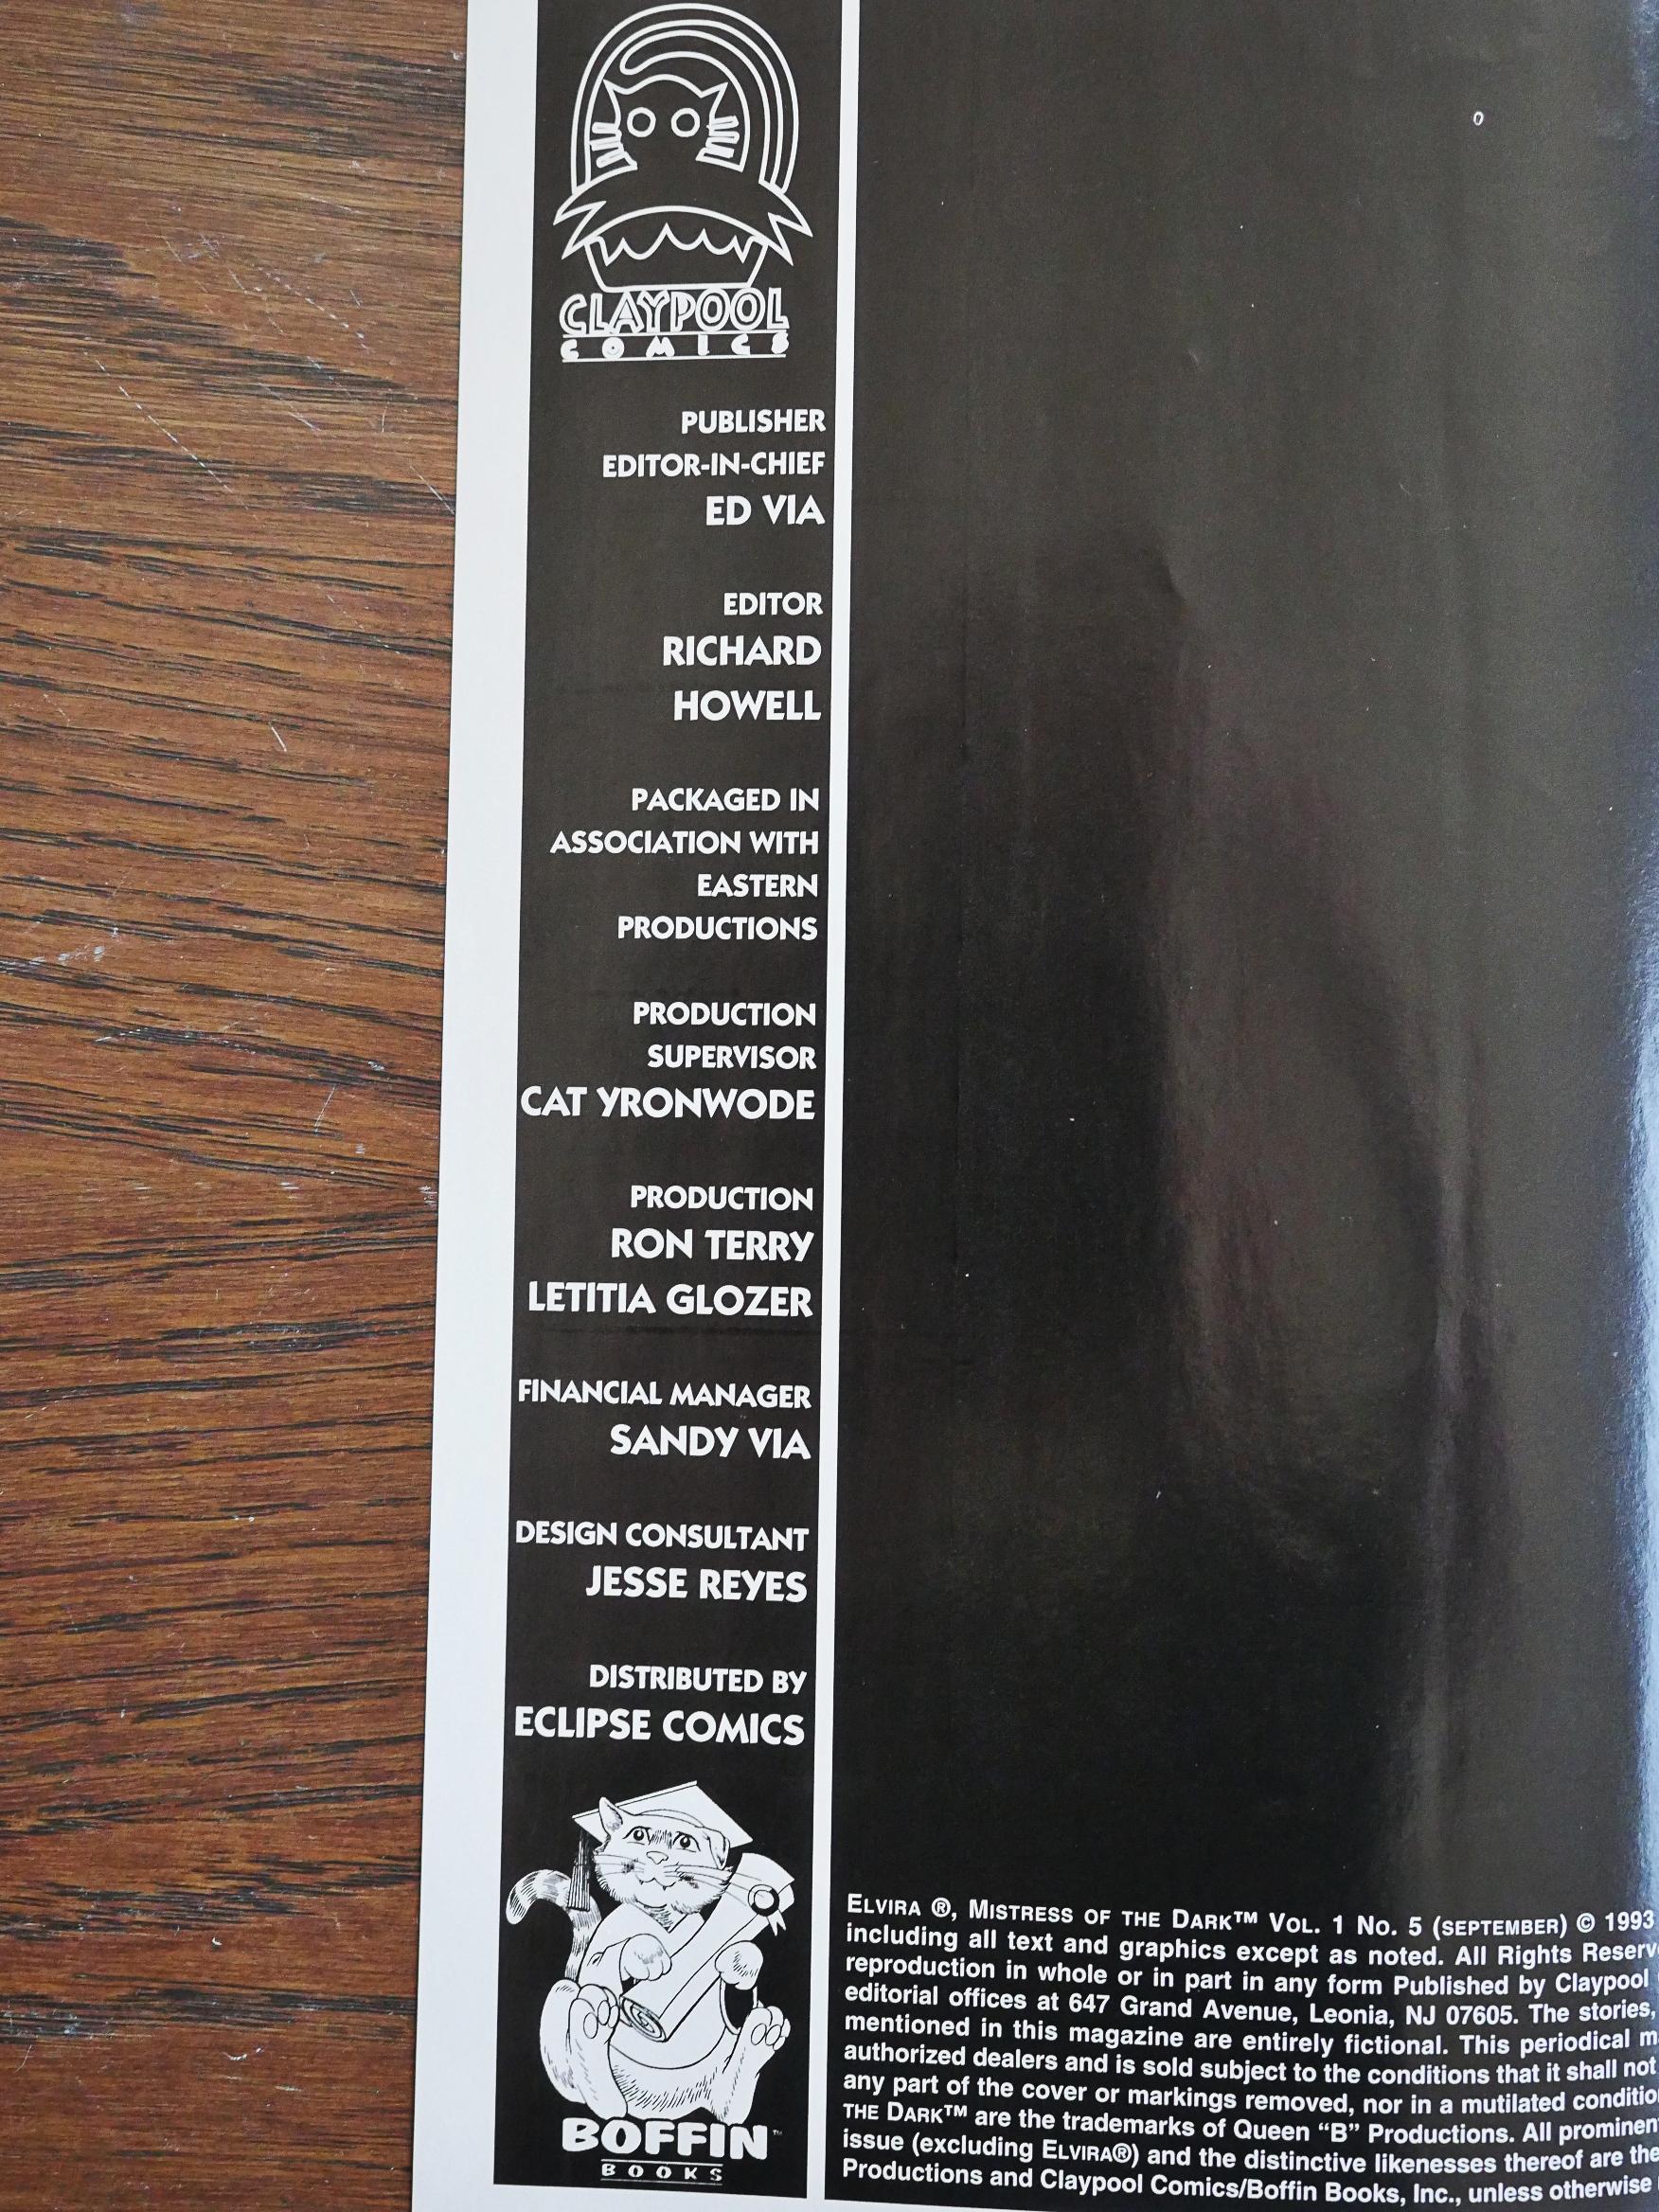 CLAYPOOL
COMICS
PUBLISHER
EDITOR-IN-CHIEF
ED VIA
EDITOR
RICHARD
HOWELL
PACKAGED IN
ASSOCIATION WITH
EASTERN
PRODUCTIONS
PRODUCTION
SUPERVISOR
CAT YRONWODE
PRODUCTION
RON TERRY
LETITIA GLOZER
FINANCIAL MANAGER
SANDY VIA
DESIGN CONSULTANT
JESSE REYES
DISTRIBUTED BY
ECLIPSE COMICS
BOFFIN™
BOOKS
ELVIRA ®, MISTRESS OF THE DARK™ VOL. 1 NO. 5 (SEPTEMBER) © 1993
including all text and graphics except as noted. All Rights
reproduction in whole or in part in any form Published by Claypool
editorial offices at 647 Grand Avenue, Leonia, NJ 07605. The stories,
mentioned in this magazine are entirely fictional. This periodical
authorized dealers and is sold subject to the conditions that it shall not
any part of the cover or markings removed, nor in a mutilated
THE DARK™ are the trademarks of Queen “B” Productions. All
issue (excluding ELVIRA®) and the distinctive likenesses thereof are
Productions and Claypool Comics/Boffin Books, Inc., unless otherwise